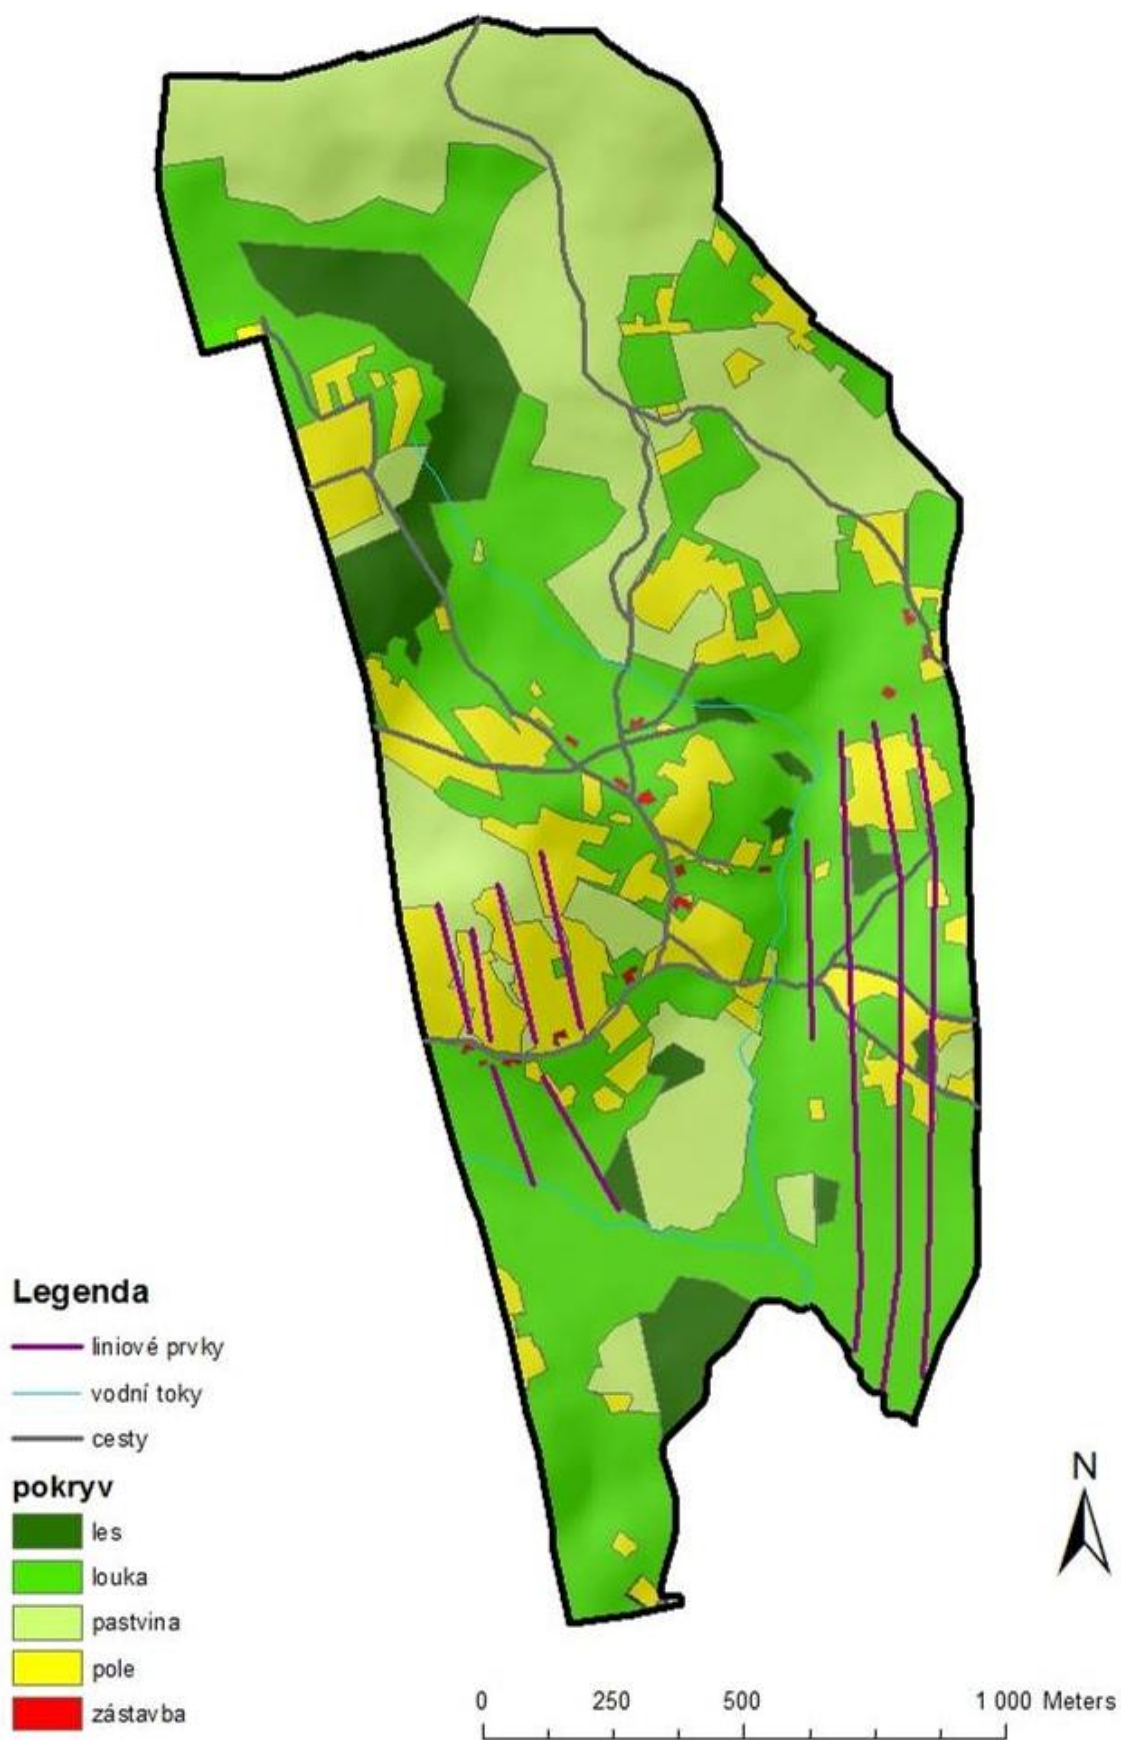 Legenda
liniové prvky
vodní toky
cesty
pokryv
les
louka
pastvina
pole
zástavba
N
0 250 500 1 000 Meters